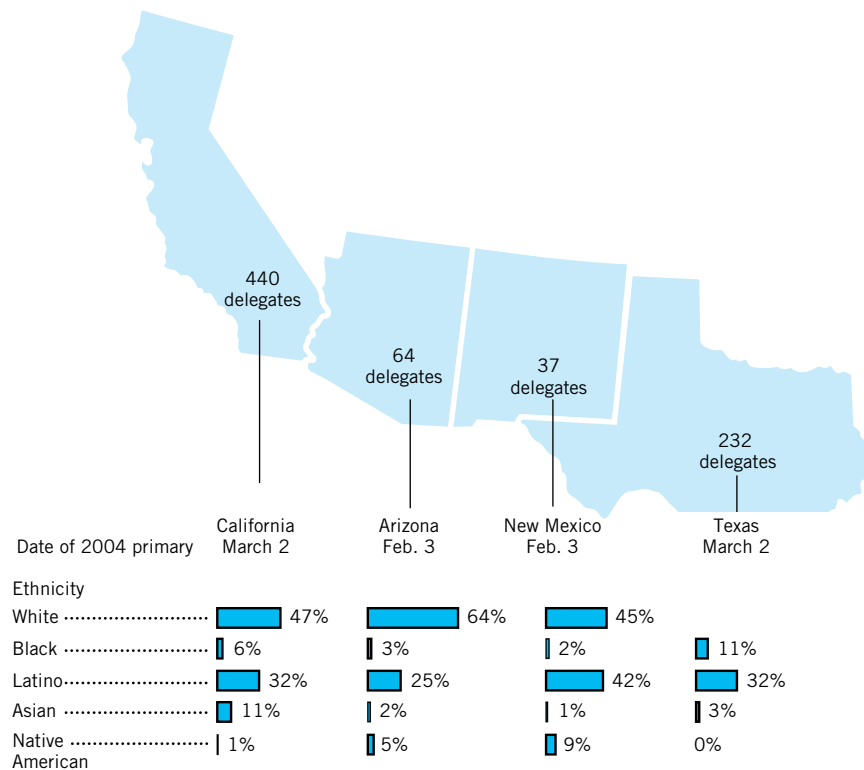 440
delegates
64
delegates
37
delegates
232
delegates
Date of 2004 primary
California
March 2
Arizona
Feb. 3
New Mexico
Feb. 3
Texas
March 2
Ethnicity
White 47% 64% 45%
Black 6% 3% 2% 11%
Latino 32% 25% 42% 32%
Asian 11% 2% 1% 3%
Native
American 1% 5% 9% 0%